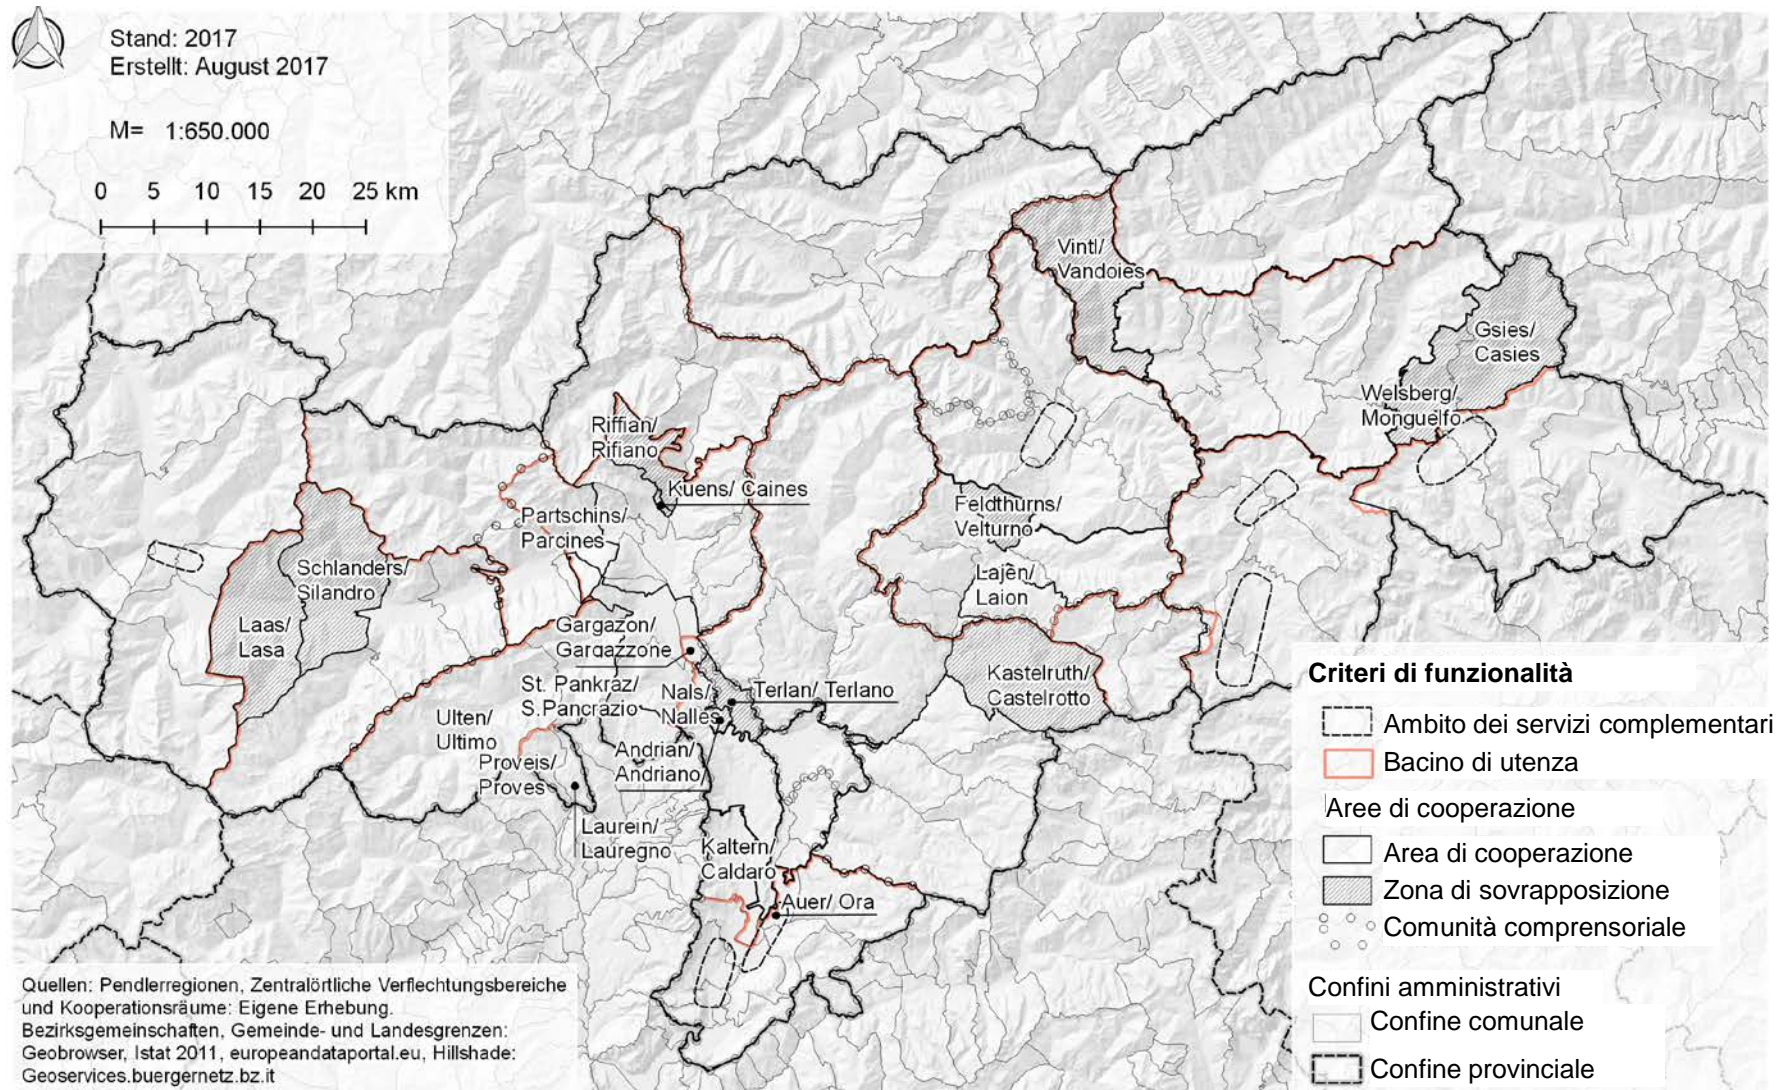 Stand: 2017
Erstellt: August 2017
M= 1:650.000
0 5 10 15 20 25 km
Vintl/
Vandoies
Gsies/
Casies
Welsberg/
Monguelfo
Riffian/
Rifiano
Kuens/ Caines
Partschins/
Parcines
Feldthurns/
Velturno
Schlanders/
Silandro
Lajen/
Laion
Laas/
Lasa
Gargazon/
Gargazzone
Kastelruth/
Castelrotto
St. Pankraz/
S.Pancrazio
Nals/
Nalles
Terlan/ Terlano
Ulten/
Ultimo
Andrian/
Andriano
Proveis/
Proves
Laurein/
Lauregno
Kaltern/
Caldaro
Auer/ Ora
Criteri di funzionalità
Ambito dei servizi complementari
Bacino di utenza
Aree di cooperazione
Area di cooperazione
Zona di sovrapposizione
Comunità comprensoriale
Confini amministrativi
Confine comunale
Confine provinciale
Quellen: Pendlerregionen, Zentralörtliche Verflechtungsbereiche
und Kooperationsräume: Eigene Erhebung.
Bezirksgemeinschaften, Gemeinde- und Landesgrenzen:
Geobrowser, Istat 2011, europeandataportal.eu, Hillshade:
Geoservices.buergernetz.bz.it